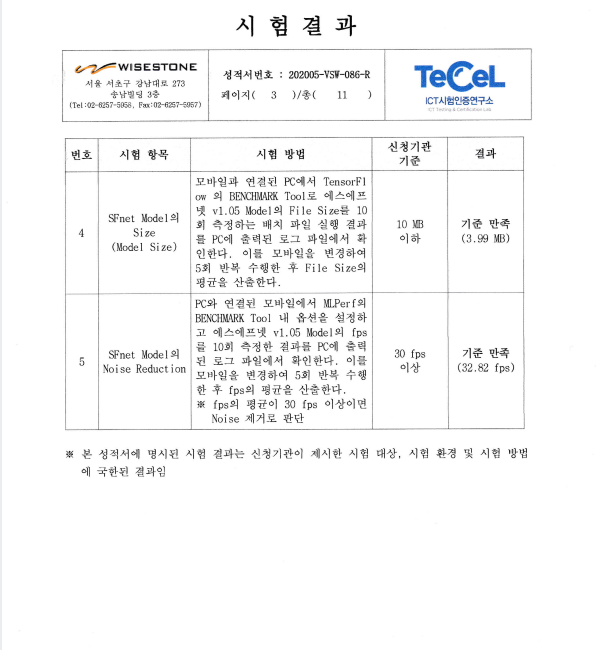 시 험 결 과
WISESTONE
서울 서초구 강남대로 273
송남빌딩 3층
(Tel:02-6257-5958, Fax:02-6257-5957)
성적서번호 : 202005-VSW-086-R
페이지( 3 )/총( 11 )
TeCeL
ICT시험인증연구소
ICT Testing & Certification Lab.
번호
시험 항목
시험 방법
신청기관
기준
결과
4
SFnet Model의
Size
(Model Size)
모바일과 연결된 PC에서 TensorFl
ow 의 BENCHMARK Tool로 에스에프
넷 v1.05 Model의 File Size를 10
회 측정하는 배치 파일 실행 결과
를 PC에 출력된 로그 파일에서 확
인한다. 이를 모바일을 변경하여
5회 반복 수행한 후 File Size의
평균을 산출한다.
10 MB
이하
기준 만족
(3.99 MB)
5
SFnet Model의
Noise Reduction
PC와 연결된 모바일에서 MLPerf의
BENCHMARK Tool 내 옵션을 설정하
고 에스에프넷 v1.05 Model의 fps
를 10회 측정한 결과를 PC에 출력
된 로그 파일에서 확인한다. 이를
모바일을 변경하여 5회 반복 수행
한 후 fps의 평균을 산출한다.
※ fps의 평균이 30 fps 이상이면
Noise 제거로 판단
30 fps
이상
기준 만족
(32.82 fps)
※ 본 성적서에 명시된 시험 결과는 신청기관이 제시한 시험 대상, 시험 환경 및 시험 방법
에 국한된 결과임